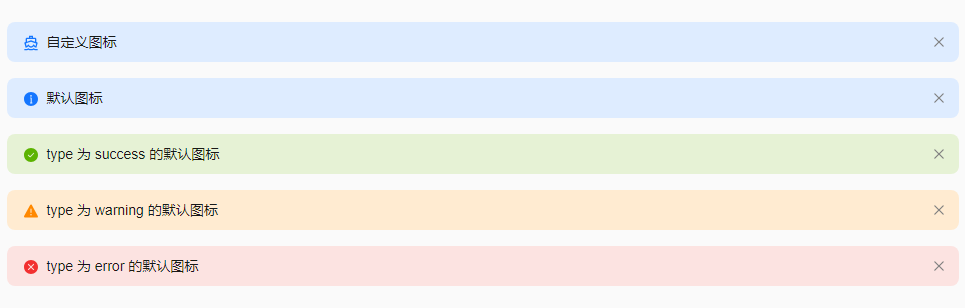 自定义图标
默认图标
type 为 success 的默认图标
type 为 warning 的默认图标
type 为 error 的默认图标